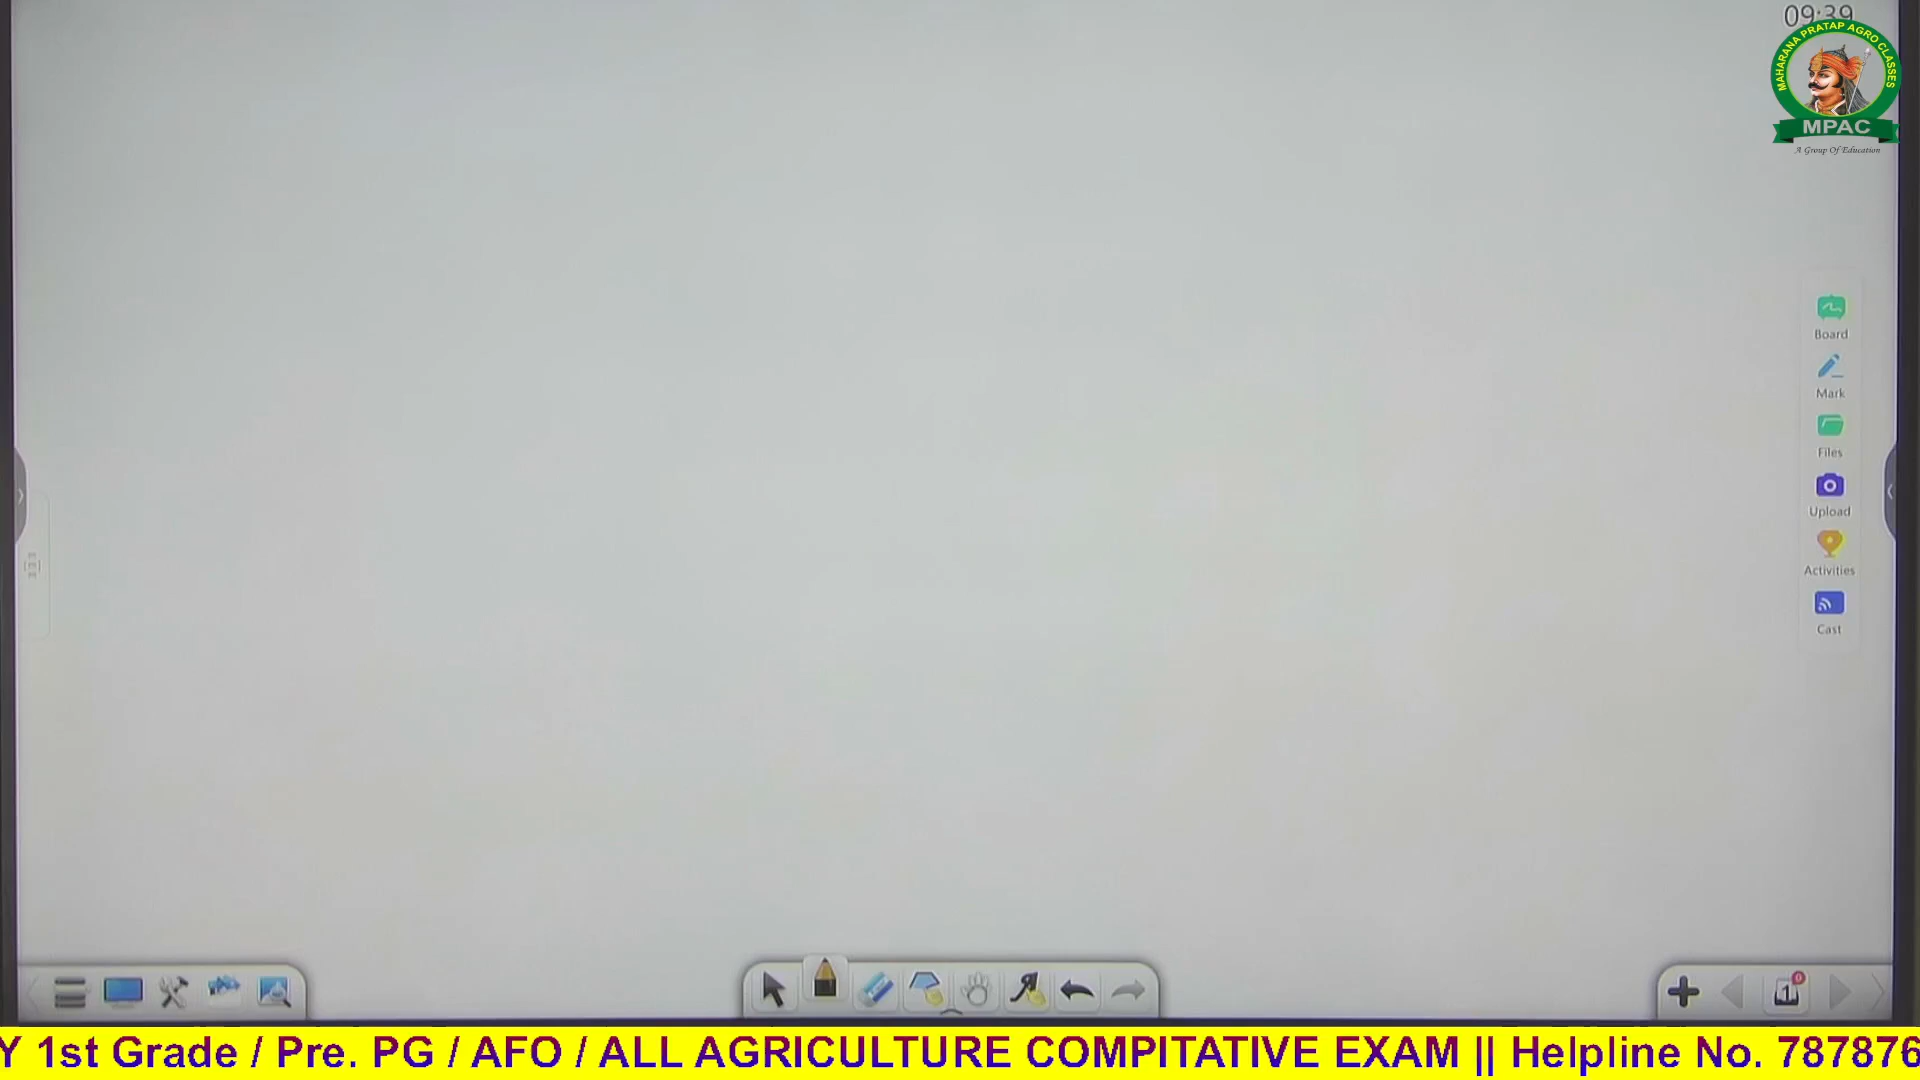 09:39
MAHARANA PRATAP AGRO CLASSES
MPAC
A Group Of Education
Board
Mark
Files
Upload
Activities
Cast
1
0
Y 1st Grade / Pre. PG / AFO / ALL AGRICULTURE COMPITATIVE EXAM || Helpline No. 787876